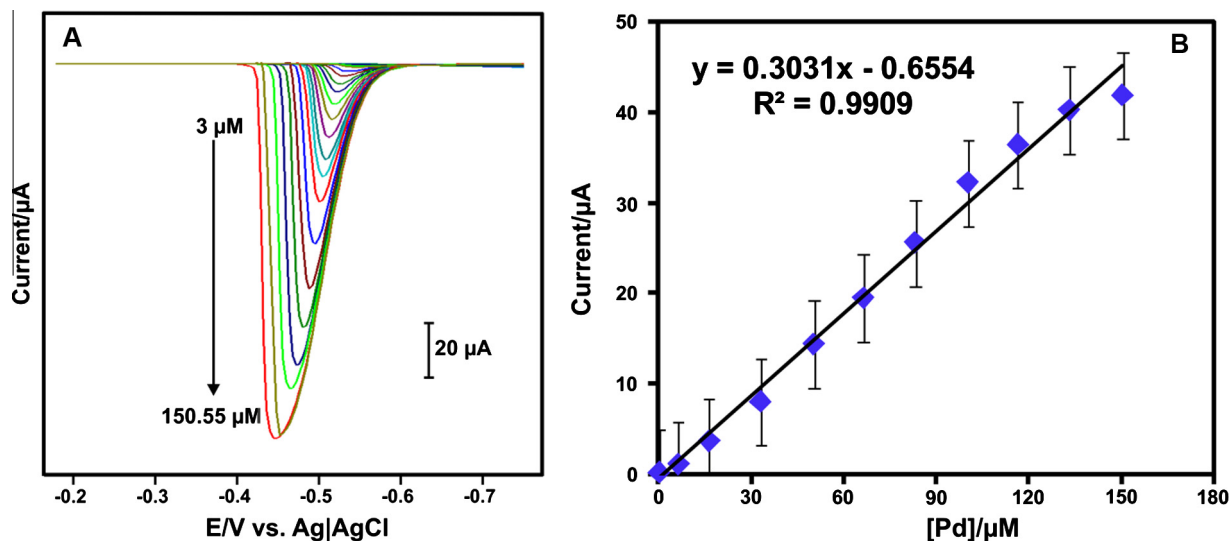 A
3 µM
150.55 µM
20 µA
Current/µA
-0.2 -0.3 -0.4 -0.5 -0.6 -0.7
E/V vs. Ag|AgCl
B
y = 0.3031x - 0.6554
R² = 0.9909
50
40
30
20
10
0
Current/µA
0 30 60 90 120 150 180
[Pd]/µM